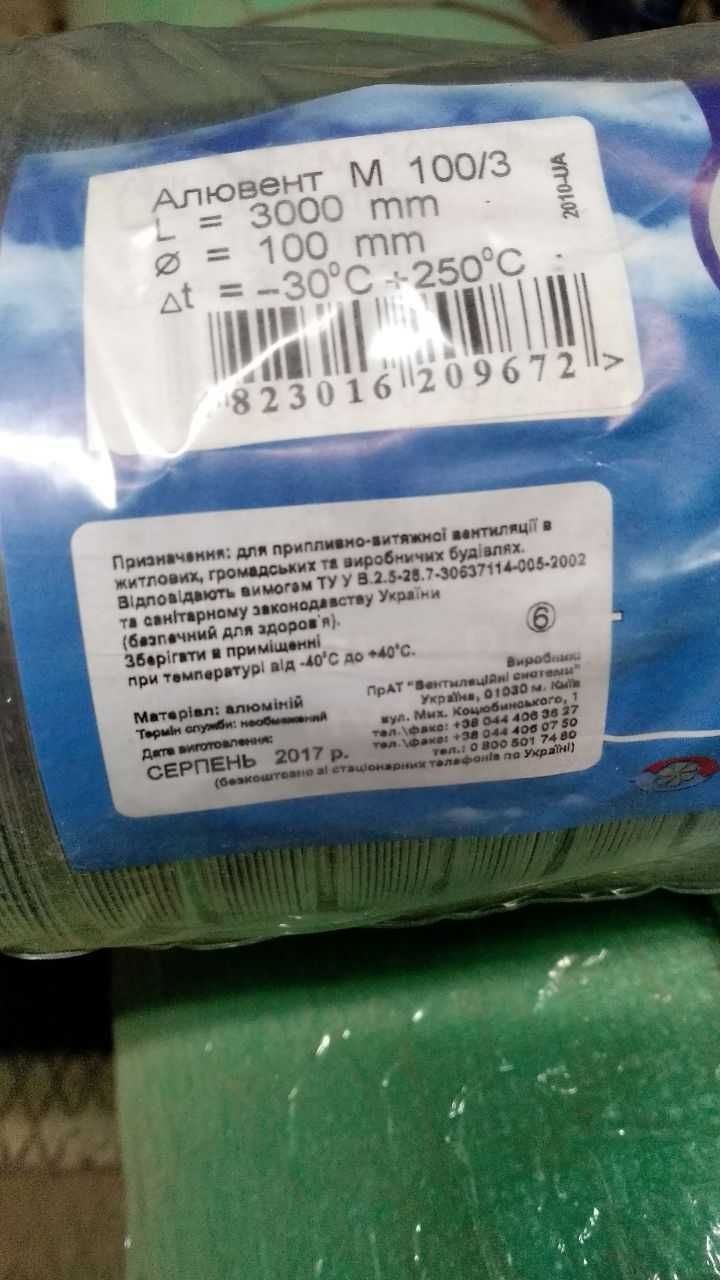 Алювент М 100/3
2010-UA
L = 3000 mm
Ø = 100 mm
Δt = –30°C +250°C
823016 209672 >
Призначення: для припливно-витяжної вентиляції в
житлових, громадських та виробничих будівлях.
Відповідають вимогам ТУ У В.2.5-28.7-30637114-005-2002
та санітарному законодавству України
(безпечний для здоров'я).
Зберігати в приміщенні
при температурі від -40°С до +40°С.
6
Матеріал: алюміній
Термін служби: необмежений
Дата виготовлення:
СЕРПЕНЬ 2017 р.
Виробник:
ПрАТ "Вентиляційні системи"
Україна, 01030 м. Київ
вул. Мих. Коцюбинського, 1
тел.\факс: +38 044 406 36 27
тел.\факс: +38 044 406 07 50
тел.: 0 800 501 74 80
(безкоштовно зі стаціонарних телефонів по Україні)